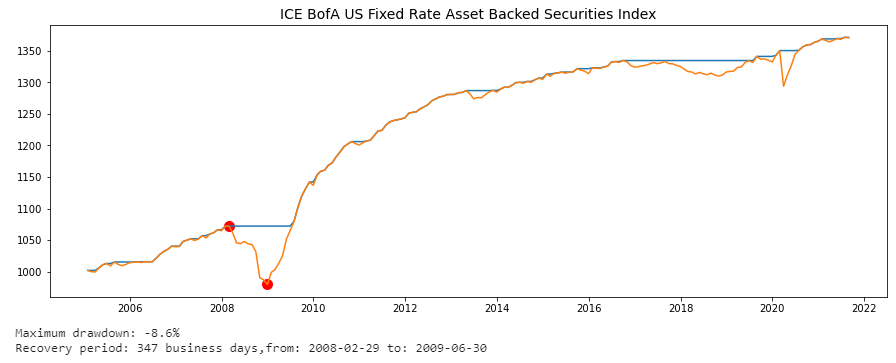 ICE BofA US Fixed Rate Asset Backed Securities Index
1350
1300
1250
1200
1150
1100
1050
1000
2006 2008 2010 2012 2014 2016 2018 2020 2022
Maximum drawdown: -8.6%
Recovery period: 347 business days,from: 2008-02-29 to: 2009-06-30